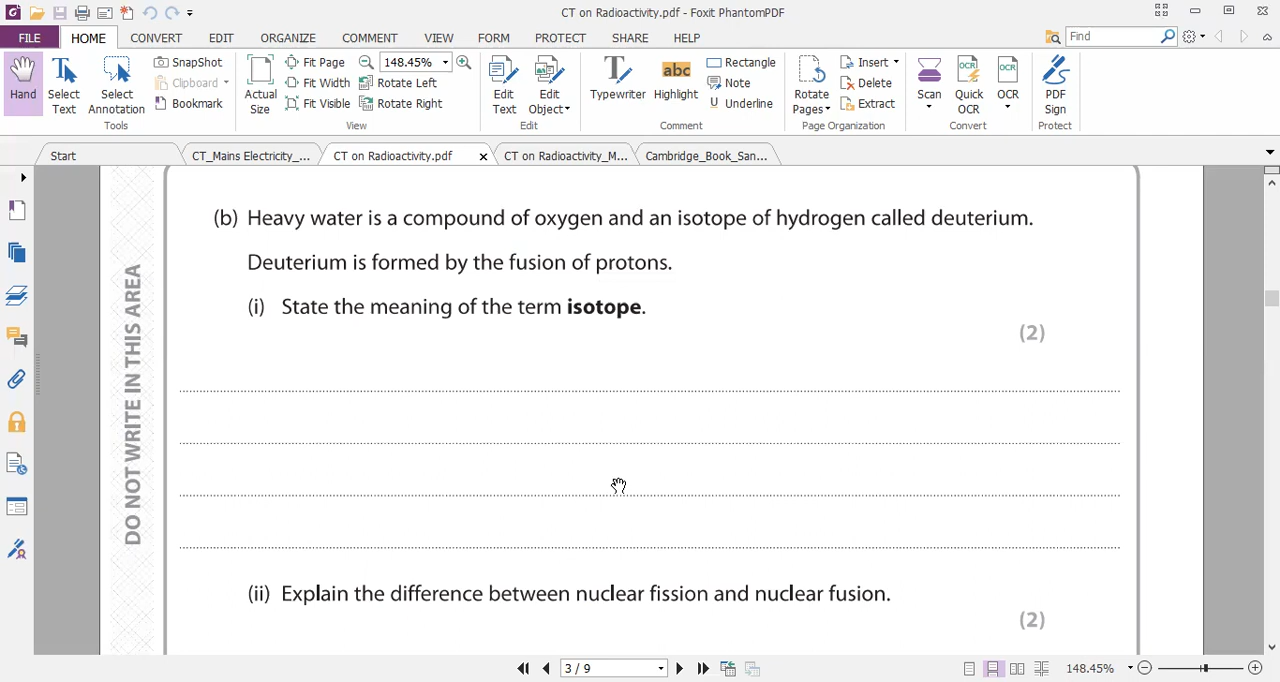 CT on Radioactivity.pdf - Foxit PhantomPDF
FILE HOME CONVERT EDIT ORGANIZE COMMENT VIEW FORM PROTECT SHARE HELP
Find
Hand
Select Text
Select Annotation
SnapShot
Clipboard
Bookmark
Tools
Actual Size
Fit Page
Fit Width
Fit Visible
148.45%
Rotate Left
Rotate Right
View
Edit Text
Edit Object
Edit
Typewriter
abc
Highlight
Rectangle
Note
Underline
Comment
Rotate Pages
Insert
Delete
Extract
Page Organization
Scan
OCR
Quick OCR
OCR
OCR
Convert
PDF Sign
Protect
Start
CT_Mains Electricity_...
CT on Radioactivity.pdf
CT on Radioactivity_M...
Cambridge_Book_San...
DO NOT WRITE IN THIS AREA
(b) Heavy water is a compound of oxygen and an isotope of hydrogen called deuterium.
Deuterium is formed by the fusion of protons.
(i) State the meaning of the term isotope.
(2)
(ii) Explain the difference between nuclear fission and nuclear fusion.
(2)
3 / 9
148.45%